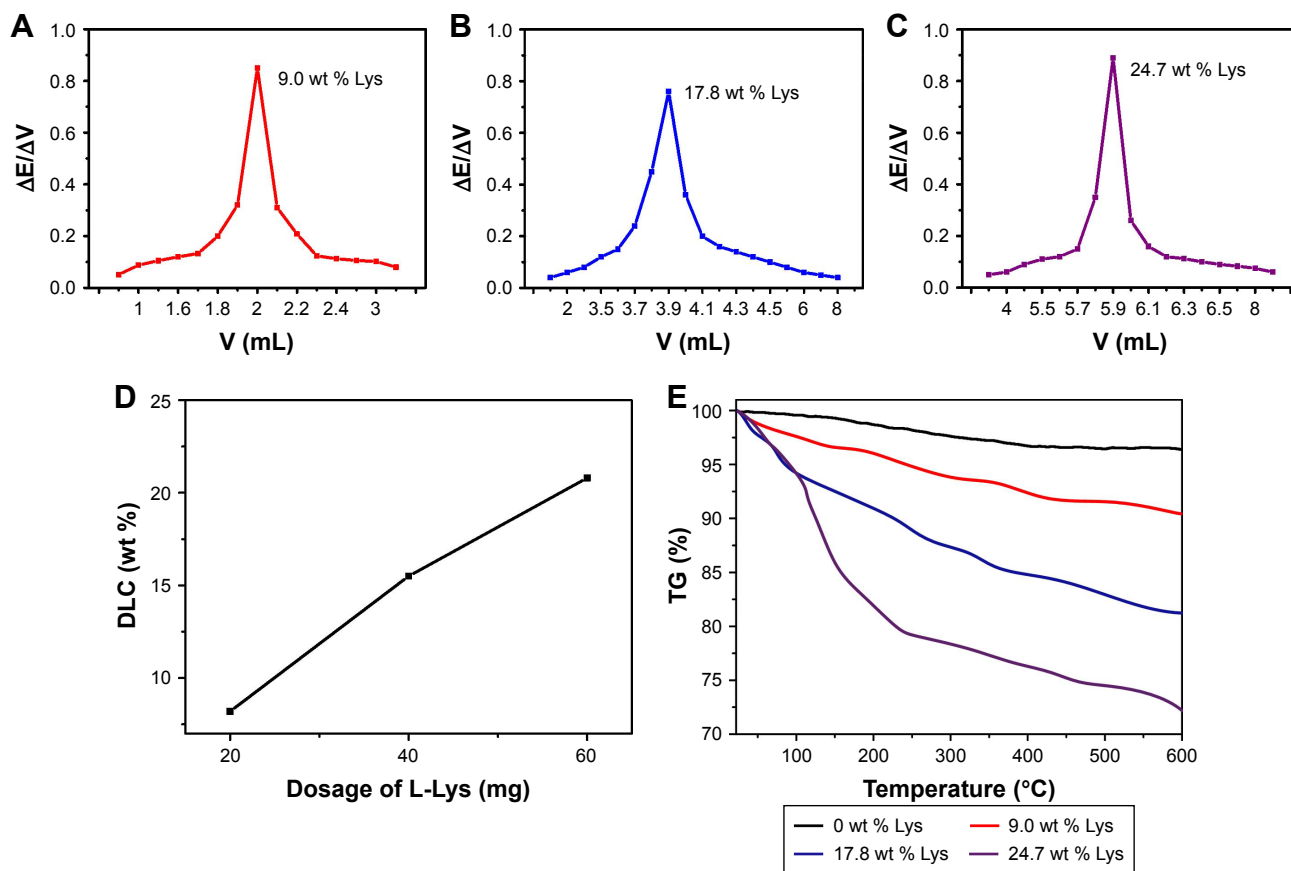 A
1.0
0.8
0.6
0.4
0.2
0.0
ΔE/ΔV
9.0 wt % Lys
1 1.6 1.8 2 2.2 2.4 3
V (mL)
B
1.0
0.8
0.6
0.4
0.2
0.0
ΔE/ΔV
17.8 wt % Lys
2 3.5 3.7 3.9 4.1 4.3 4.5 6 8
V (mL)
C
1.0
0.8
0.6
0.4
0.2
0.0
ΔE/ΔV
24.7 wt % Lys
4 5.5 5.7 5.9 6.1 6.3 6.5 8
V (mL)
D
25
20
15
10
DLC (wt %)
20 40 60
Dosage of L-Lys (mg)
E
100
95
90
85
80
75
70
TG (%)
100 200 300 400 500 600
Temperature (°C)
0 wt % Lys 9.0 wt % Lys
17.8 wt % Lys 24.7 wt % Lys